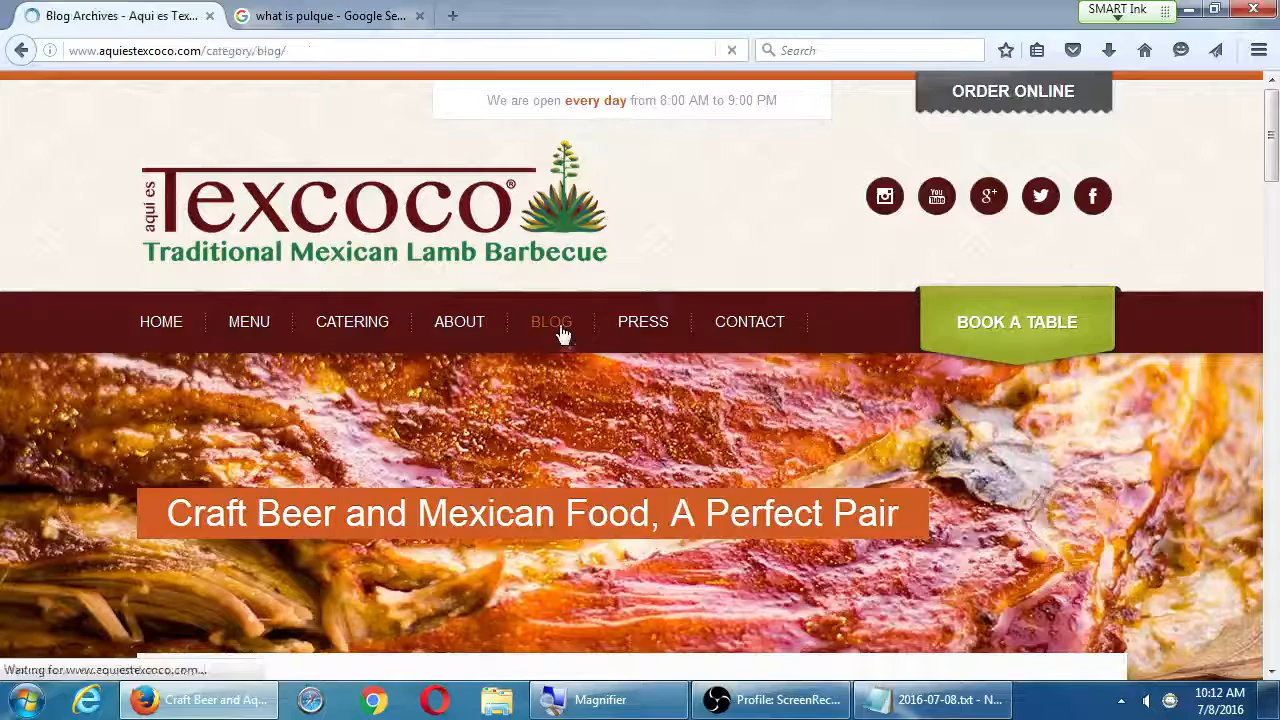 Blog Archives - Aqui es Tex...
what is pulque - Google Se...
SMART Ink
www.aquiestexcoco.com/category/blog/
Search
We are open every day from 8:00 AM to 9:00 PM
ORDER ONLINE
aquí es Texcoco®
Traditional Mexican Lamb Barbecue
You Tube
g+
f
HOME
MENU
CATERING
ABOUT
BLOG
PRESS
CONTACT
BOOK A TABLE
Craft Beer and Mexican Food, A Perfect Pair
Waiting for www.aquiestexcoco.com...
Craft Beer and Aq...
Magnifier
Profile: ScreenRec...
2016-07-08.txt - N...
10:12 AM
7/8/2016